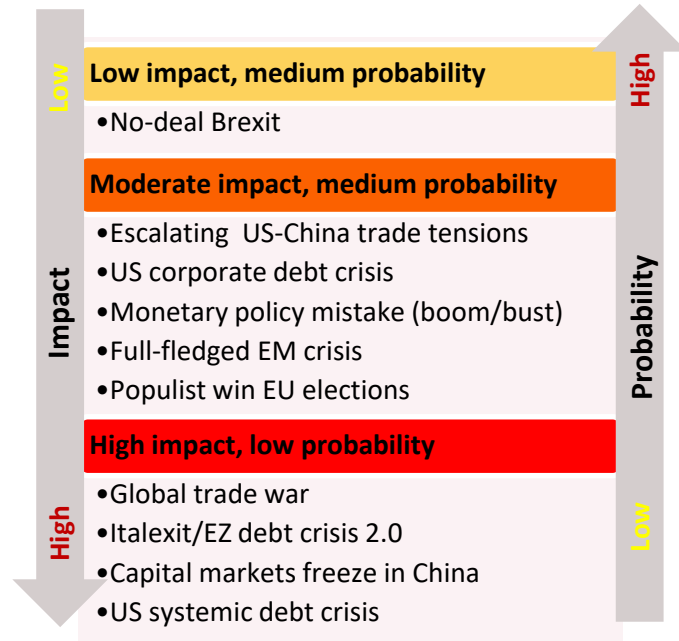 Low
Impact
High
Low impact, medium probability
•No-deal Brexit
Moderate impact, medium probability
•Escalating US-China trade tensions
•US corporate debt crisis
•Monetary policy mistake (boom/bust)
•Full-fledged EM crisis
•Populist win EU elections
High impact, low probability
•Global trade war
•Italexit/EZ debt crisis 2.0
•Capital markets freeze in China
•US systemic debt crisis
High
Probability
Low